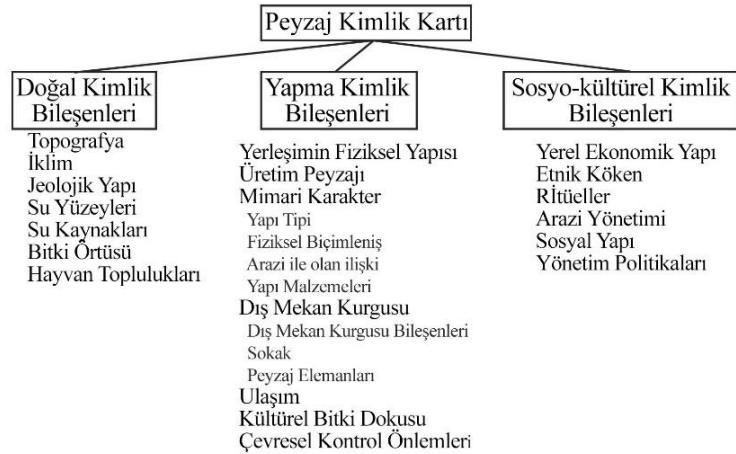 Peyzaj Kimlik Kartı
Doğal Kimlik
Bileşenleri
Topografya
İklim
Jeolojik Yapı
Su Yüzeyleri
Su Kaynakları
Bitki Örtüsü
Hayvan Toplulukları
Yapma Kimlik
Bileşenleri
Yerleşimin Fiziksel Yapısı
Üretim Peyzajı
Mimari Karakter
Yapı Tipi
Fiziksel Biçimleniş
Arazi ile olan ilişki
Yapı Malzemeleri
Dış Mekan Kurgusu
Dış Mekan Kurgusu Bileşenleri
Sokak
Peyzaj Elemanları
Ulaşım
Kültürel Bitki Dokusu
Çevresel Kontrol Önlemleri
Sosyo-kültürel Kimlik
Bileşenleri
Yerel Ekonomik Yapı
Etnik Köken
Rİtüeller
Arazi Yönetimi
Sosyal Yapı
Yönetim Politikaları